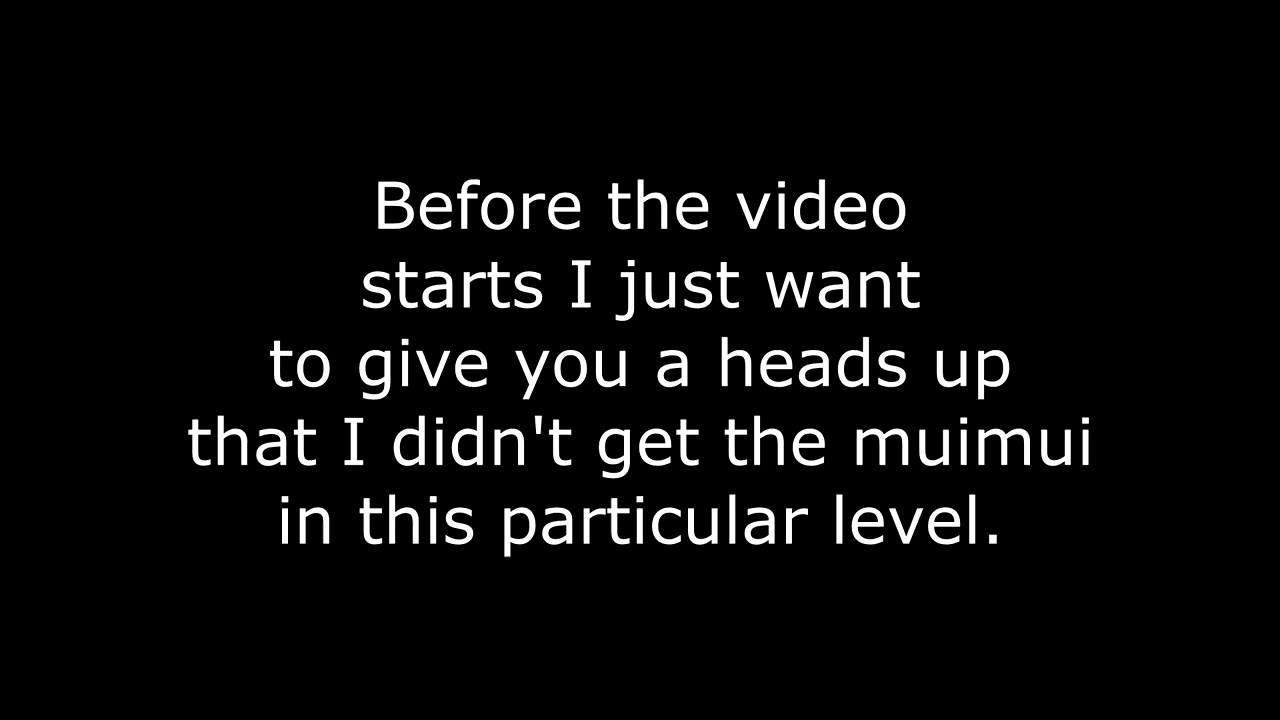 Before the video
starts I just want
to give you a heads up
that I didn't get the muimui
in this particular level.